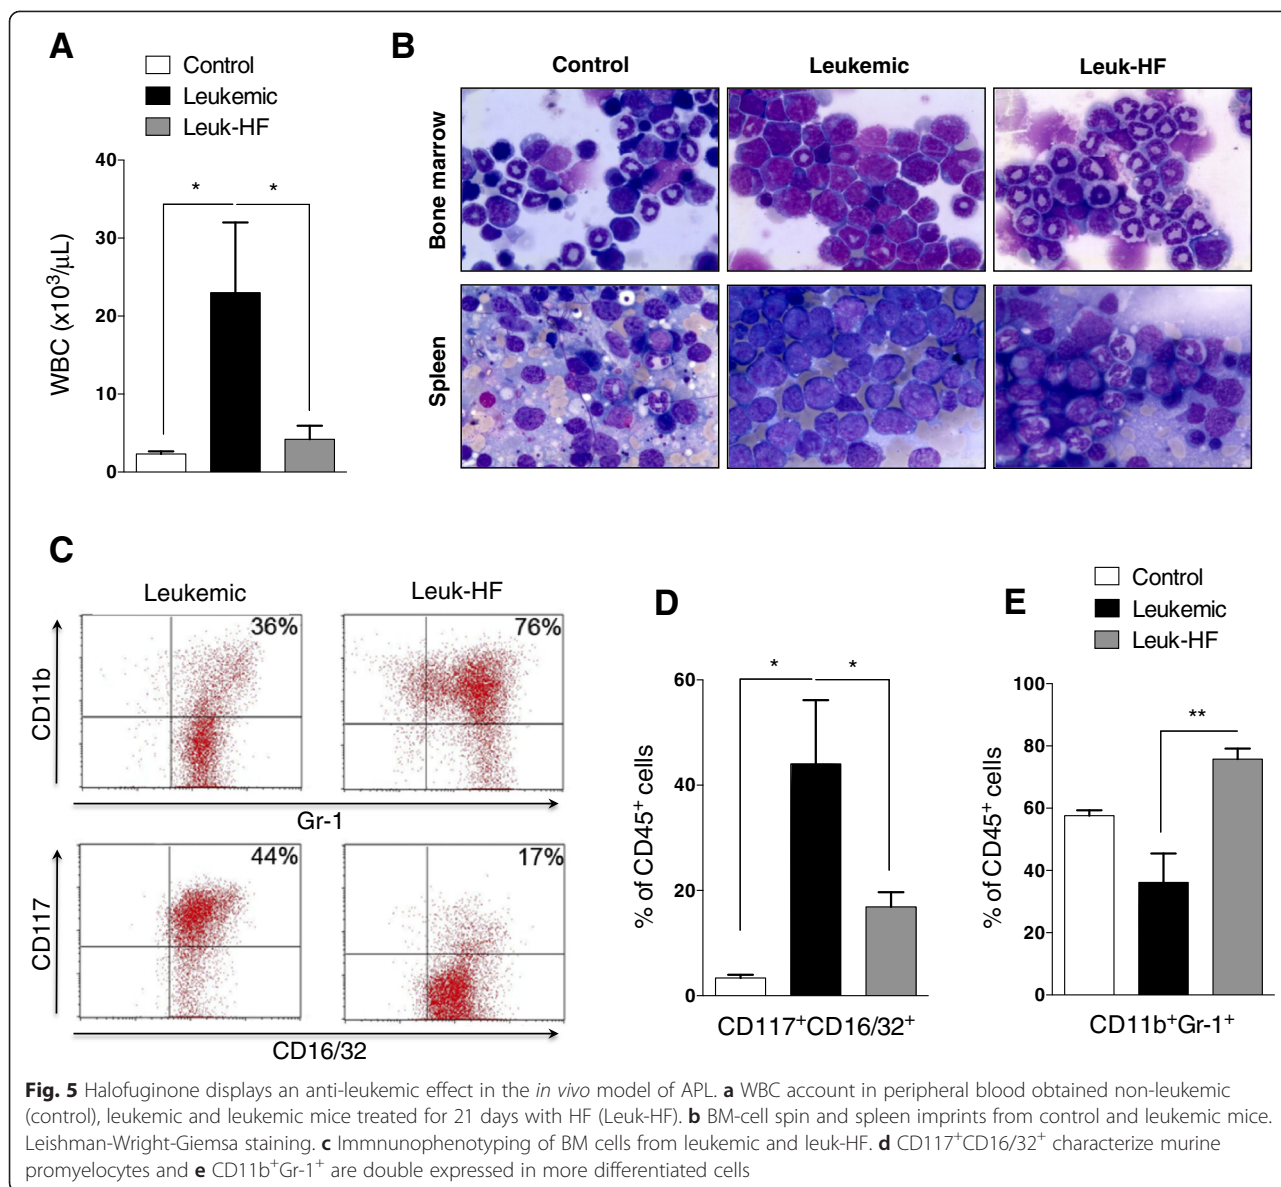 A
Control
Leukemic
Leuk-HF
WBC (x10³/µL)
40
30
20
10
0
*
*
B
Control
Leukemic
Leuk-HF
Bone marrow
Spleen
C
Leukemic
Leuk-HF
36%
76%
CD11b
Gr-1
44%
17%
CD117
CD16/32
D
% of CD45⁺ cells
60
40
20
0
*
*
CD117⁺CD16/32⁺
Control
Leukemic
Leuk-HF
E
% of CD45⁺ cells
100
80
60
40
20
0
**
CD11b⁺Gr-1⁺
Fig. 5 Halofuginone displays an anti-leukemic effect in the in vivo model of APL. a WBC account in peripheral blood obtained non-leukemic
(control), leukemic and leukemic mice treated for 21 days with HF (Leuk-HF). b BM-cell spin and spleen imprints from control and leukemic mice.
Leishman-Wright-Giemsa staining. c Immnunophenotyping of BM cells from leukemic and leuk-HF. d CD117⁺CD16/32⁺ characterize murine
promyelocytes and e CD11b⁺Gr-1⁺ are double expressed in more differentiated cells